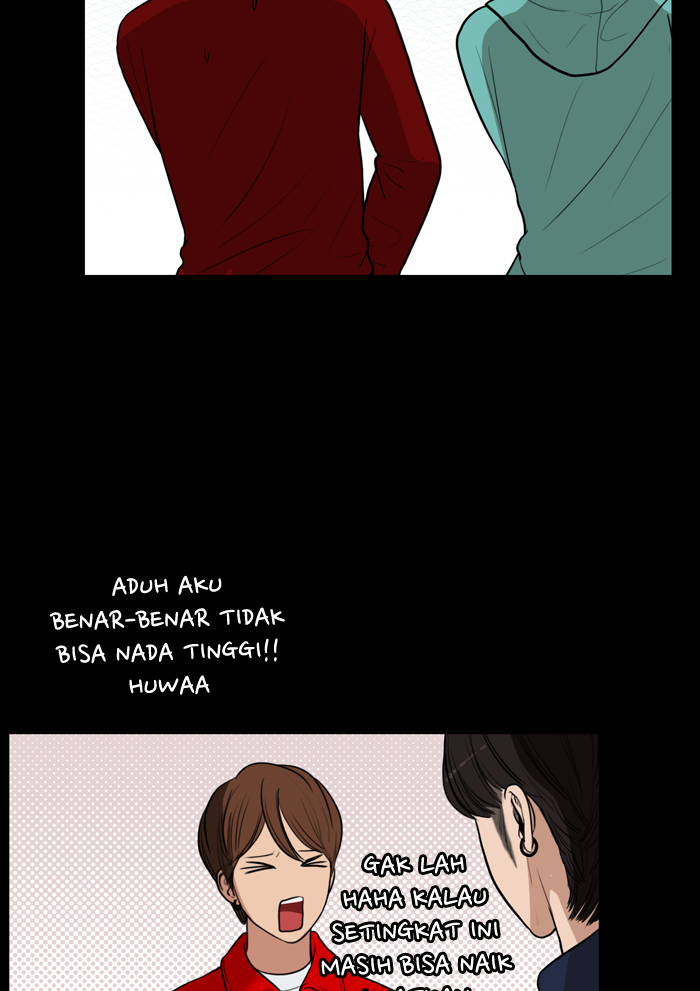 ADUH AKU
BENAR-BENAR TIDAK
BISA NADA TINGGI!!
HUWAA
GAK LAH
HAHA KALAU
SETINGKAT INI
MASIH BISA NAIK